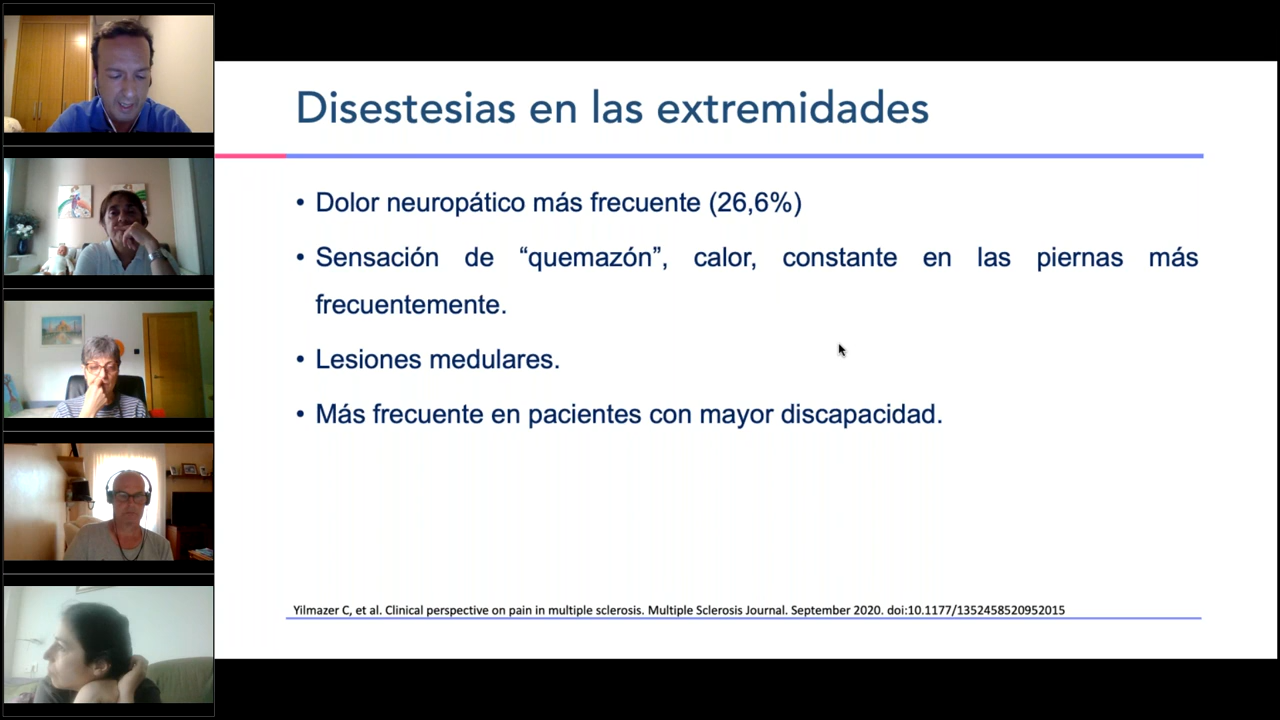 Disestesias en las extremidades
• Dolor neuropático más frecuente (26,6%)
• Sensación de “quemazón”, calor, constante en las piernas más
frecuentemente.
• Lesiones medulares.
• Más frecuente en pacientes con mayor discapacidad.
Yilmazer C, et al. Clinical perspective on pain in multiple sclerosis. Multiple Sclerosis Journal. September 2020. doi:10.1177/1352458520952015